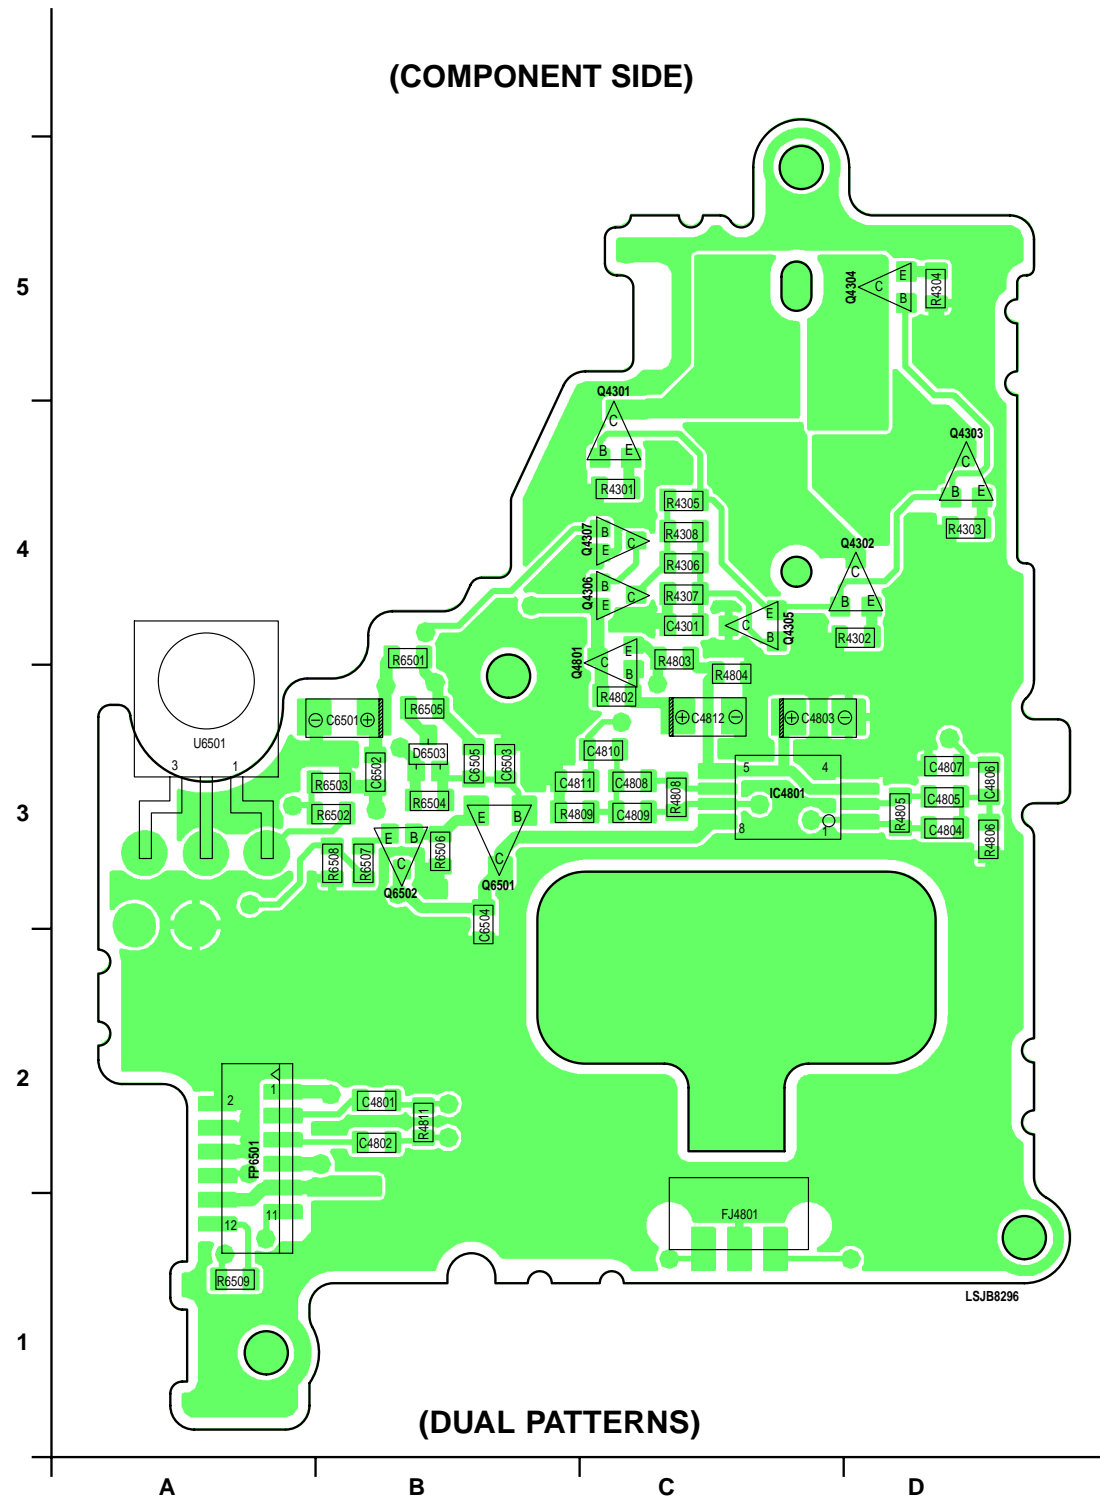 (COMPONENT SIDE)
5
Q4304
C
E
B
R4304
Q4301
C
B
E
R4301
Q4303
C
B
E
R4303
4
R4305
R4308
R4306
R4307
C4301
Q4307
B
E
C
Q4306
B
E
C
Q4302
C
B
E
R4302
Q4305
C
E
B
Q4801
C
E
B
R4803
R4804
R4802
R6501
R6505
C6501
U6501
3
1
C4812
C4803
D6503
C6505
C6503
C6502
C4810
C4811
C4808
R4808
R4809
C4809
5
4
IC4801
8
1
C4807
C4806
C4805
R4805
C4804
R4806
3
R6503
R6502
R6504
R6508
R6507
E
B
C
Q6502
R6506
E
B
C
Q6501
C6504
2
2
1
FP6501
12
11
C4801
R4811
C4802
FJ4801
R6509
LSJB8296
1
(DUAL PATTERNS)
A
B
C
D